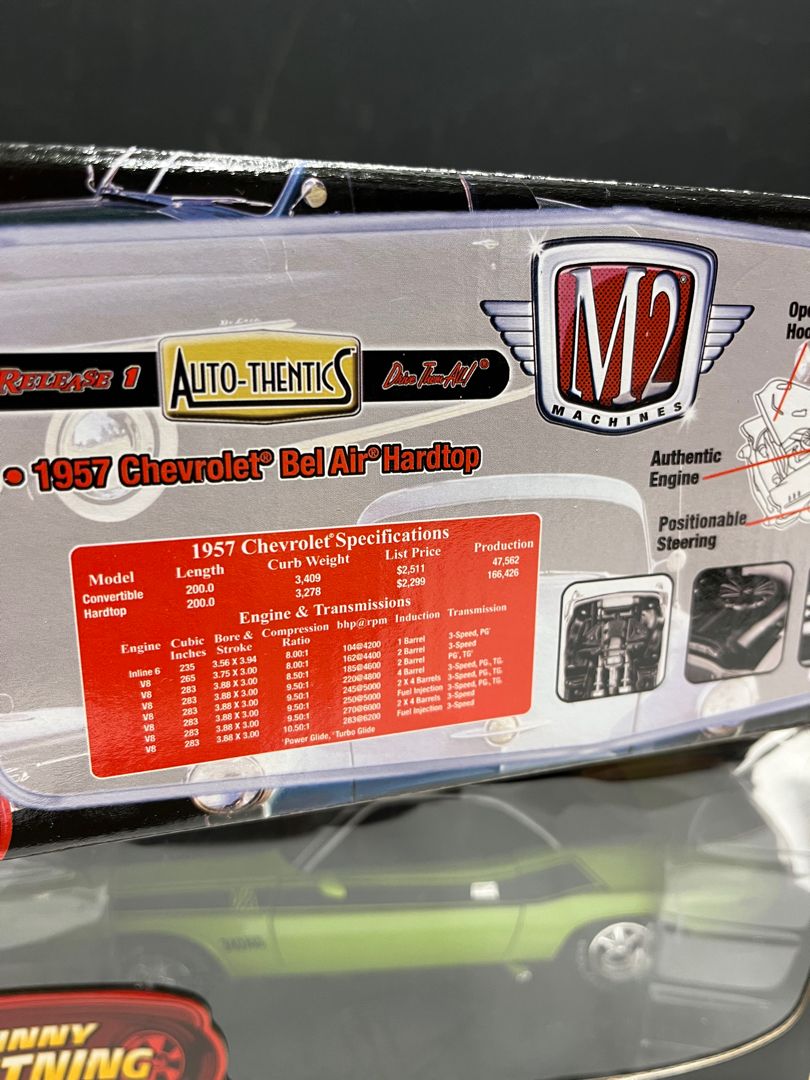 M2®
MACHINES
RELEASE 1
AUTO-THENTICS
Drive Them All!®
• 1957 Chevrolet® Bel Air® Hardtop
Authentic
Engine
Positionable
Steering
1957 Chevrolet® Specifications
Model Length Curb Weight List Price Production
Convertible 200.0 3,409 $2,511 47,562
Hardtop 200.0 3,278 $2,299 166,426
Engine & Transmissions
Engine Cubic Inches Bore & Stroke Compression Ratio bhp@rpm Induction Transmission
Inline 6 235 3.56 X 3.94 8.00:1 104@4200 1 Barrel 3-Speed, PG
V8 265 3.75 X 3.00 8.00:1 162@4400 2 Barrel 3-Speed
V8 283 3.88 X 3.00 8.50:1 185@4600 2 Barrel PG, TG
V8 283 3.88 X 3.00 9.50:1 220@4800 4 Barrel 3-Speed, PG, TG,
V8 283 3.88 X 3.00 9.50:1 245@5000 2 X 4 Barrels 3-Speed, PG, TG,
V8 283 3.88 X 3.00 9.50:1 250@5000 Fuel Injection 3-Speed, PG, TG,
V8 283 3.88 X 3.00 9.50:1 270@6000 2 X 4 Barrels 3-Speed
V8 283 3.88 X 3.00 10.50:1 283@6200 Fuel Injection 3-Speed
Power Glide, Turbo Glide